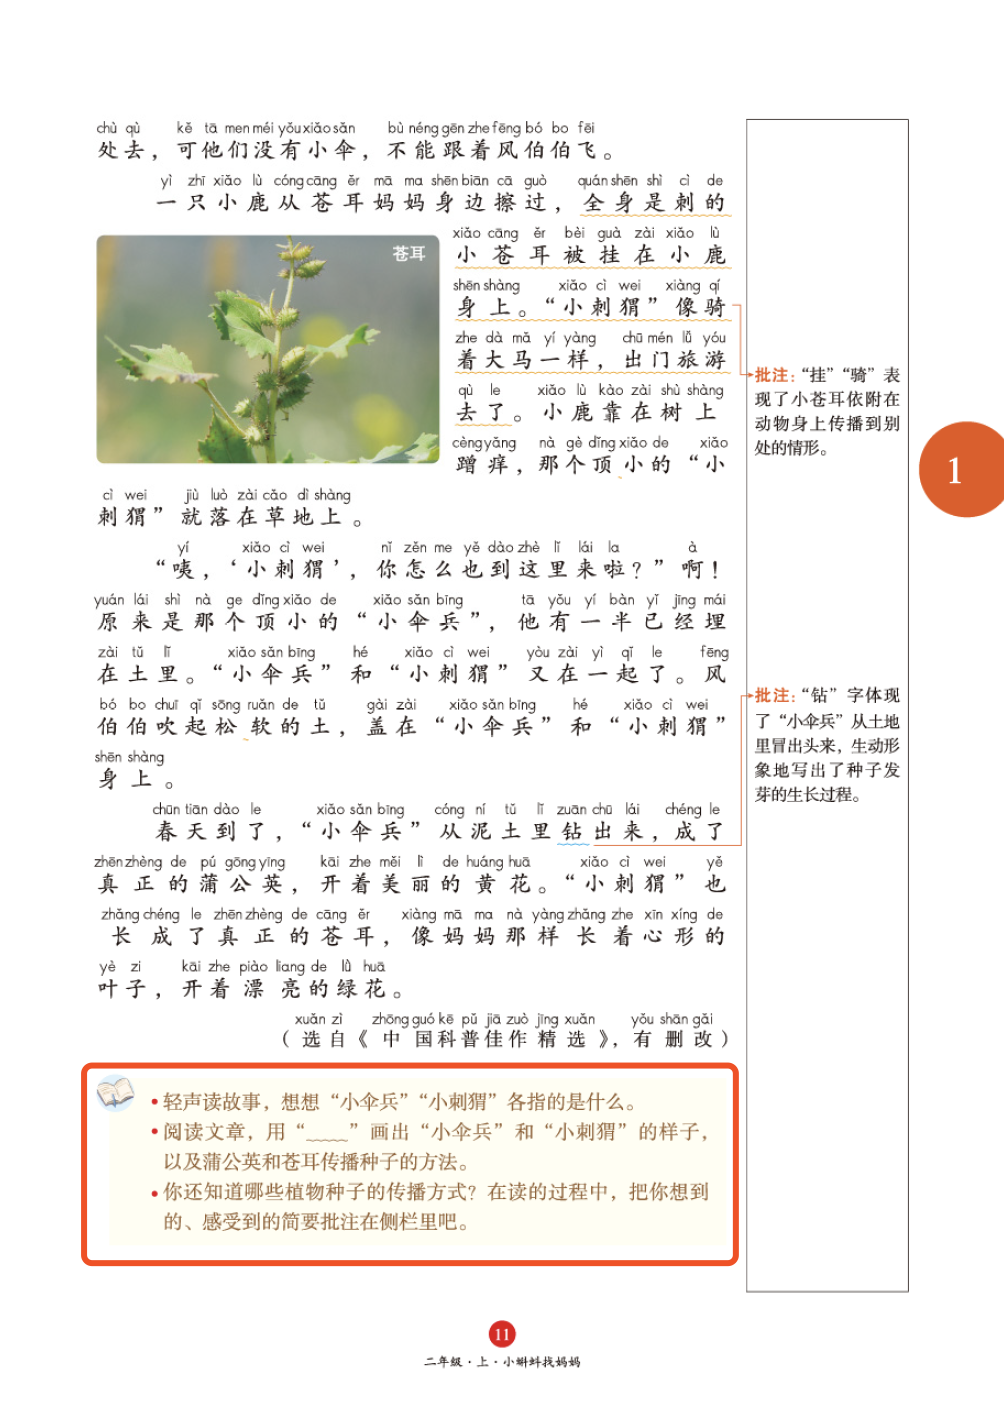 chù qù kě tā men méi yǒu xiǎo sǎn bù néng gēn zhe fēng bó bo fēi
处去，可他们没有小伞，不能跟着风伯伯飞。
yì zhī xiǎo lù cóng cāng ěr mā ma shēn biān cā guò quán shēn shì cì de
一只小鹿从苍耳妈妈身边擦过，全身是刺的
苍耳
xiǎo cāng ěr bèi guà zài xiǎo lù
小苍耳被挂在小鹿
shēn shàng xiǎo cì wei xiàng qí
身上。“小刺猬”像骑
zhe dà mǎ yí yàng chū mén lǚ yóu
着大马一样，出门旅游
qù le xiǎo lù kào zài shù shàng
去了。小鹿靠在树上
cèng yǎng nà gè dǐng xiǎo de xiǎo
蹭痒，那个顶小的“小
cì wei jiù luò zài cǎo dì shàng
刺猬”就落在草地上。
yí xiǎo cì wei nǐ zěn me yě dào zhè lǐ lái la à
“咦，‘小刺猬’，你怎么也到这里来啦？”啊！
yuán lái shì nà ge dǐng xiǎo de xiǎo sǎn bīng tā yǒu yí bàn yǐ jīng mái
原来是那个顶小的“小伞兵”，他有一半已经埋
zài tǔ lǐ xiǎo sǎn bīng hé xiǎo cì wei yòu zài yì qǐ le fēng
在土里。“小伞兵”和“小刺猬”又在一起了。风
bó bo chuī qǐ sōng ruǎn de tǔ gài zài xiǎo sǎn bīng hé xiǎo cì wei
伯伯吹起松软的土，盖在“小伞兵”和“小刺猬”
shēn shàng
身上。
chūn tiān dào le xiǎo sǎn bīng cóng ní tǔ lǐ zuān chū lái chéng le
春天到了，“小伞兵”从泥土里钻出来，成了
zhēn zhèng de pú gōng yīng kāi zhe měi lì de huáng huā xiǎo cì wei yě
真正的蒲公英，开着美丽的黄花。“小刺猬”也
zhǎng chéng le zhēn zhèng de cāng ěr xiàng mā ma nà yàng zhǎng zhe xīn xíng de
长成了真正的苍耳，像妈妈那样长着心形的
yè zi kāi zhe piào liang de lǜ huā
叶子，开着漂亮的绿花。
xuǎn zì zhōng guó kē pǔ jiā zuò jīng xuǎn yǒu shān gǎi
（选自《中国科普佳作精选》，有删改）
批注：“挂”“骑”表
现了小苍耳依附在
动物身上传播到别
处的情形。
1
批注：“钻”字体现
了“小伞兵”从土地
里冒出头来，生动形
象地写出了种子发
芽的生长过程。
•轻声读故事，想想“小伞兵”“小刺猬”各指的是什么。
•阅读文章，用“____”画出“小伞兵”和“小刺猬”的样子，
以及蒲公英和苍耳传播种子的方法。
•你还知道哪些植物种子的传播方式？在读的过程中，把你想到
的、感受到的简要批注在侧栏里吧。
11
二年级·上·小蝌蚪找妈妈